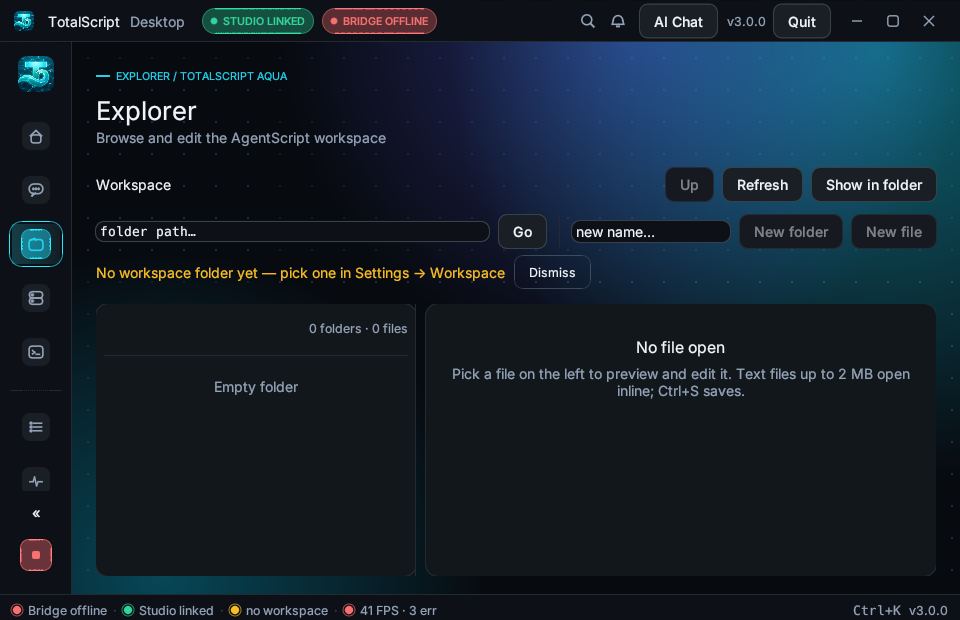 TotalScript Desktop STUDIO LINKED BRIDGE OFFLINE AI Chat v3.0.0 Quit
EXPLORER / TOTALSCRIPT AQUA
Explorer
Browse and edit the AgentScript workspace
Workspace Up Refresh Show in folder
folder path… Go new name... New folder New file
No workspace folder yet — pick one in Settings → Workspace Dismiss
0 folders · 0 files
Empty folder
No file open
Pick a file on the left to preview and edit it. Text files up to 2 MB open
inline; Ctrl+S saves.
«
Bridge offline · Studio linked · no workspace · 41 FPS · 3 err Ctrl+K v3.0.0